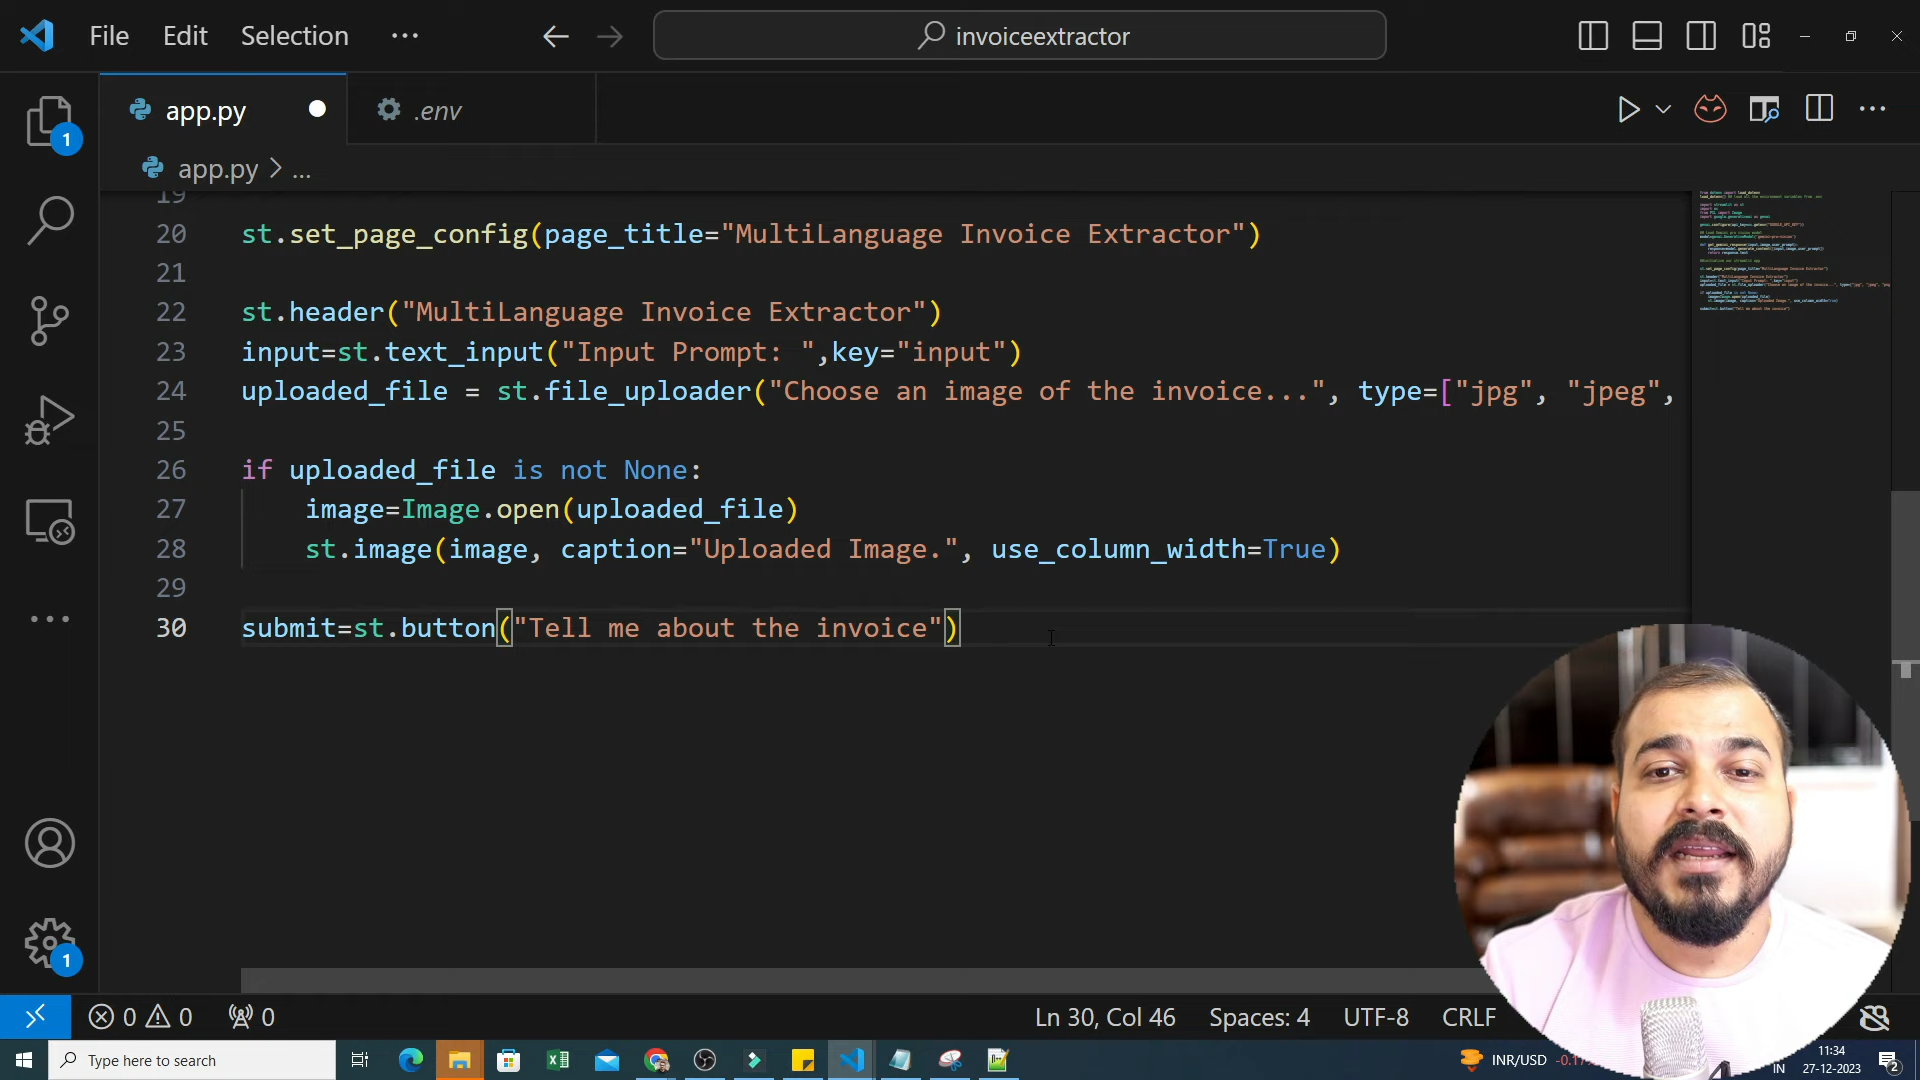 File Edit Selection ... invoiceextractor
app.py .env
app.py > ...
1
19
20 st.set_page_config(page_title="MultiLanguage Invoice Extractor")
21
22 st.header("MultiLanguage Invoice Extractor")
23 input=st.text_input("Input Prompt: ",key="input")
24 uploaded_file = st.file_uploader("Choose an image of the invoice...", type=["jpg", "jpeg",
25
26 if uploaded_file is not None:
27 image=Image.open(uploaded_file)
28 st.image(image, caption="Uploaded Image.", use_column_width=True)
29
30 submit=st.button("Tell me about the invoice")
1
0 0 0 Ln 30, Col 46 Spaces: 4 UTF-8 CRLF
Type here to search INR/USD IN 11:34
27-12-2023 2